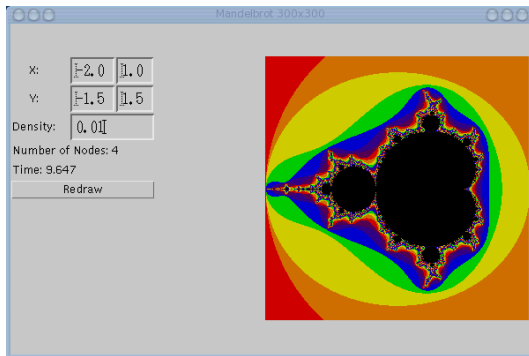 Mandelbrot 300x300
X: -2.0 1.0
Y: -1.5 1.5
Density: 0.01
Number of Nodes: 4
Time: 9.647
Redraw